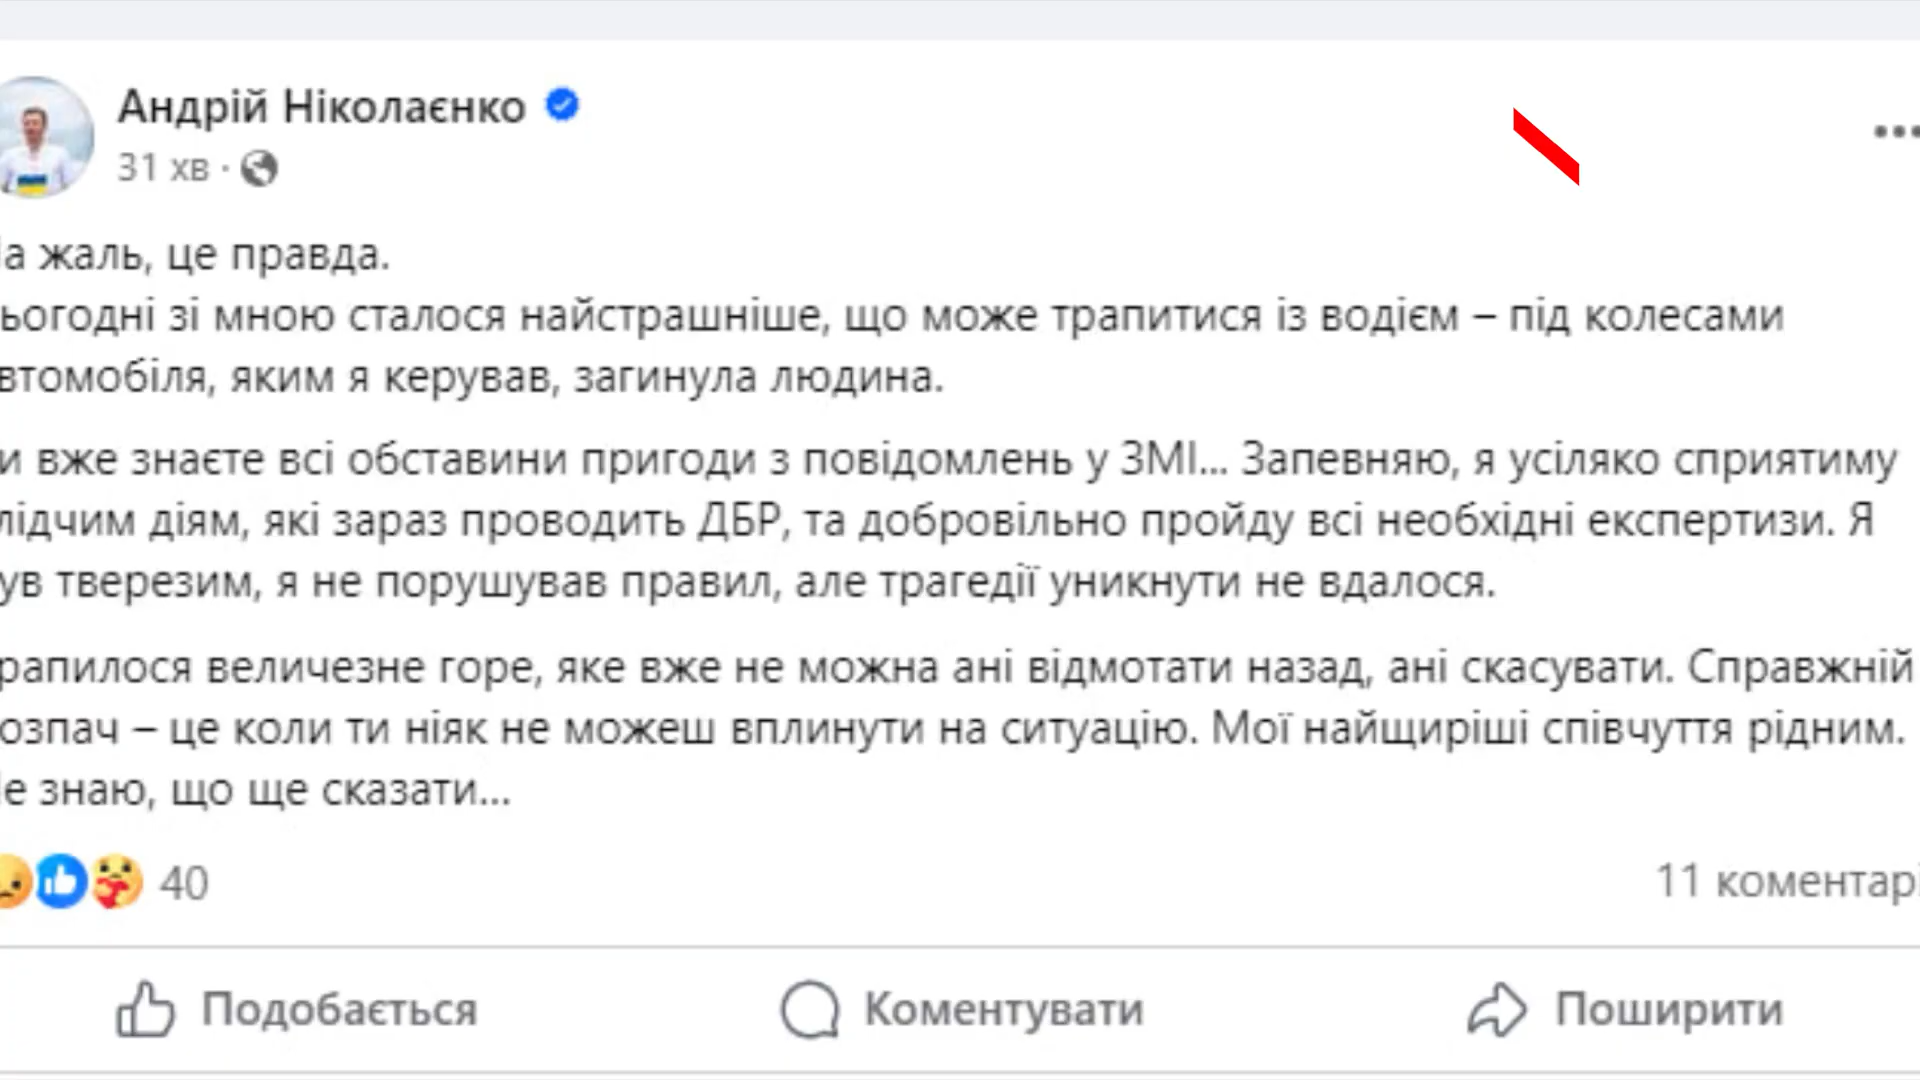 Андрій Ніколаєнко
31 хв ·
а жаль, це правда.
ьогодні зі мною сталося найстрашніше, що може трапитися із водієм – під колесами
втомобіля, яким я керував, загинула людина.
и вже знаєте всі обставини пригоди з повідомлень у ЗМІ... Запевняю, я усіляко сприятиму
лідчим діям, які зараз проводить ДБР, та добровільно пройду всі необхідні експертизи. Я
ув тверезим, я не порушував правил, але трагедії уникнути не вдалося.
рапилося величезне горе, яке вже не можна ані відмотати назад, ані скасувати. Справжній
озпач – це коли ти ніяк не можеш вплинути на ситуацію. Мої найщиріші співчуття рідним.
е знаю, що ще сказати...
40
11 коментарі
Подобається
Коментувати
Поширити